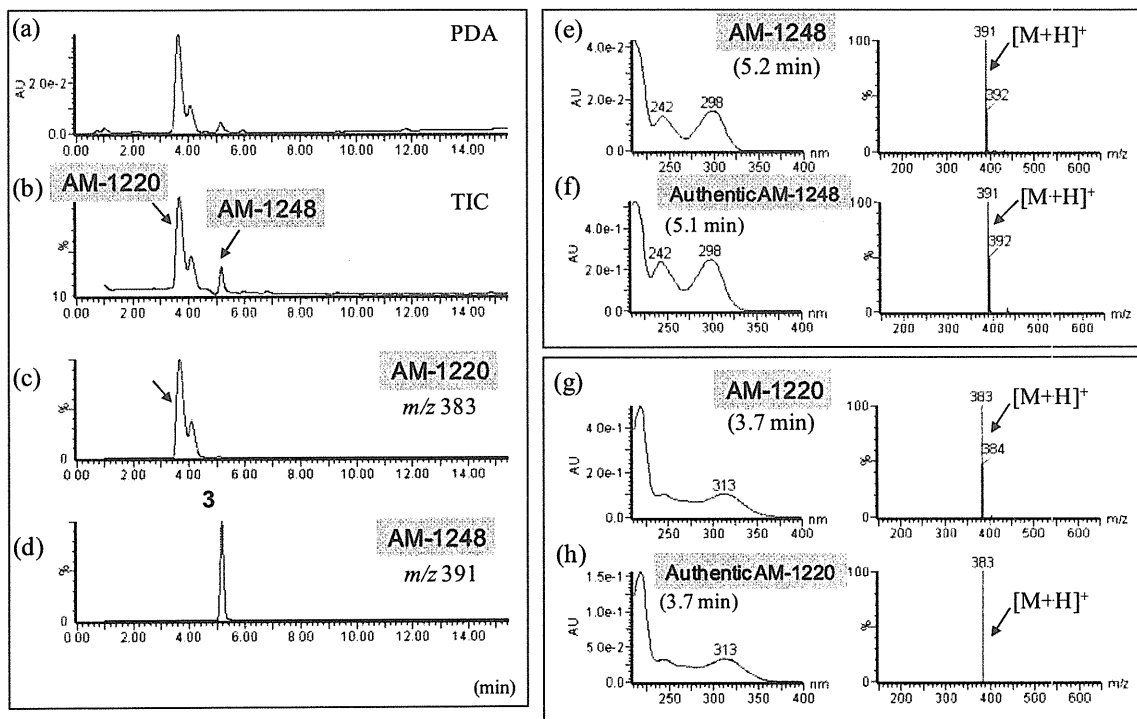 (a)
PDA
AU
2.0e-2
0.0
0.00 2.00 4.00 6.00 8.00 10.00 12.00 14.00
(b)
AM-1220
TIC
AM-1248
%
10
0.00 2.00 4.00 6.00 8.00 10.00 12.00 14.00
(c)
AM-1220
m/z 383
%
0
0.00 2.00 4.00 6.00 8.00 10.00 12.00 14.00
3
(d)
AM-1248
m/z 391
%
0
0.00 2.00 4.00 6.00 8.00 10.00 12.00 14.00
(min)
(e)
AM-1248
(5.2 min)
4.0e-2
AU
2.0e-2
0.0
242
298
250 300 350 400 nm
100
%
0
391
[M+H]+
392
200 300 400 500 600 m/z
(f)
Authentic AM-1248
(5.1 min)
4.0e-1
AU
2.0e-1
0.0
242
298
250 300 350 400 nm
100
%
0
391
[M+H]+
392
200 300 400 500 600 m/z
(g)
AM-1220
(3.7 min)
4.0e-1
AU
2.0e-1
0.0
313
250 300 350 400 nm
100
%
0
383
[M+H]+
384
200 300 400 500 600 m/z
(h)
Authentic AM-1220
(3.7 min)
1.5e-1
AU
1.0e-1
5.0e-2
0.0
313
250 300 350 400 nm
100
%
0
383
[M+H]+
200 300 400 500 600 m/z